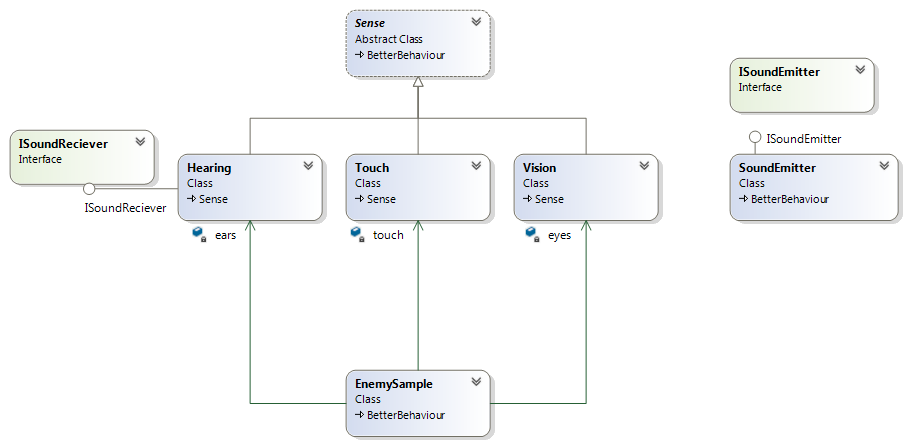 Sense
Abstract Class
BetterBehaviour
ISoundEmitter
Interface
ISoundEmitter
ISoundReciever
Interface
ISoundReciever
Hearing
Class
Sense
Touch
Class
Sense
Vision
Class
Sense
SoundEmitter
Class
BetterBehaviour
ears
touch
eyes
EnemySample
Class
BetterBehaviour